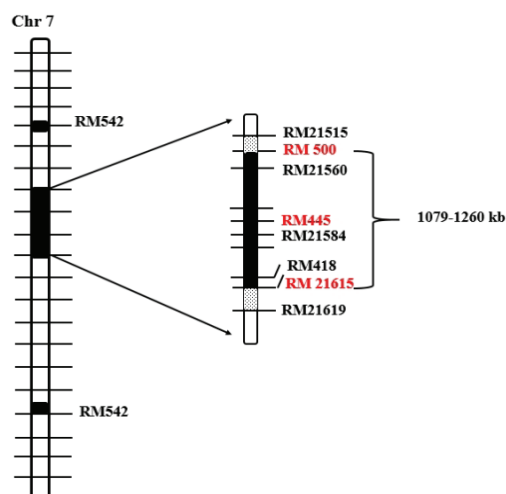 Chr 7
RM542
RM542
RM21515
RM 500
RM21560
RM445
RM21584
RM418
RM 21615
RM21619
1079-1260 kb